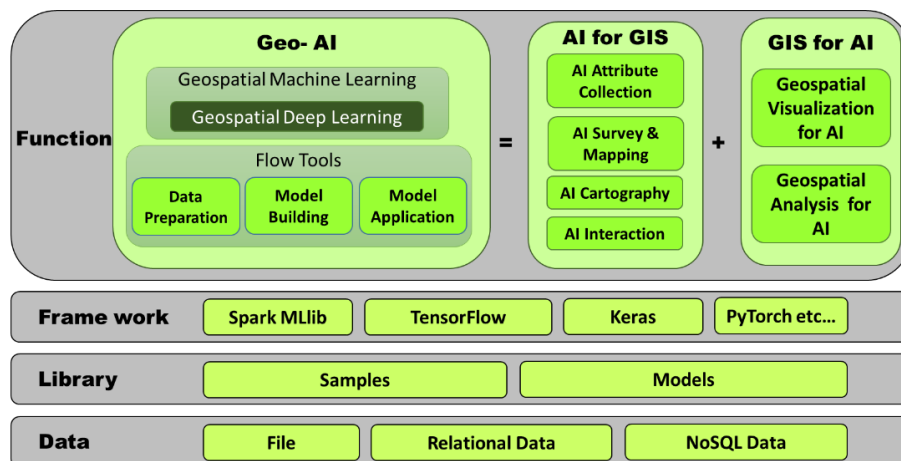 Function
Geo- AI
Geospatial Machine Learning
Geospatial Deep Learning
Flow Tools
Data
Preparation
Model
Building
Model
Application
=
AI for GIS
AI Attribute
Collection
AI Survey &
Mapping
AI Cartography
AI Interaction
+
GIS for AI
Geospatial
Visualization
for AI
Geospatial
Analysis for
AI
Frame work
Spark MLlib
TensorFlow
Keras
PyTorch etc...
Library
Samples
Models
Data
File
Relational Data
NoSQL Data